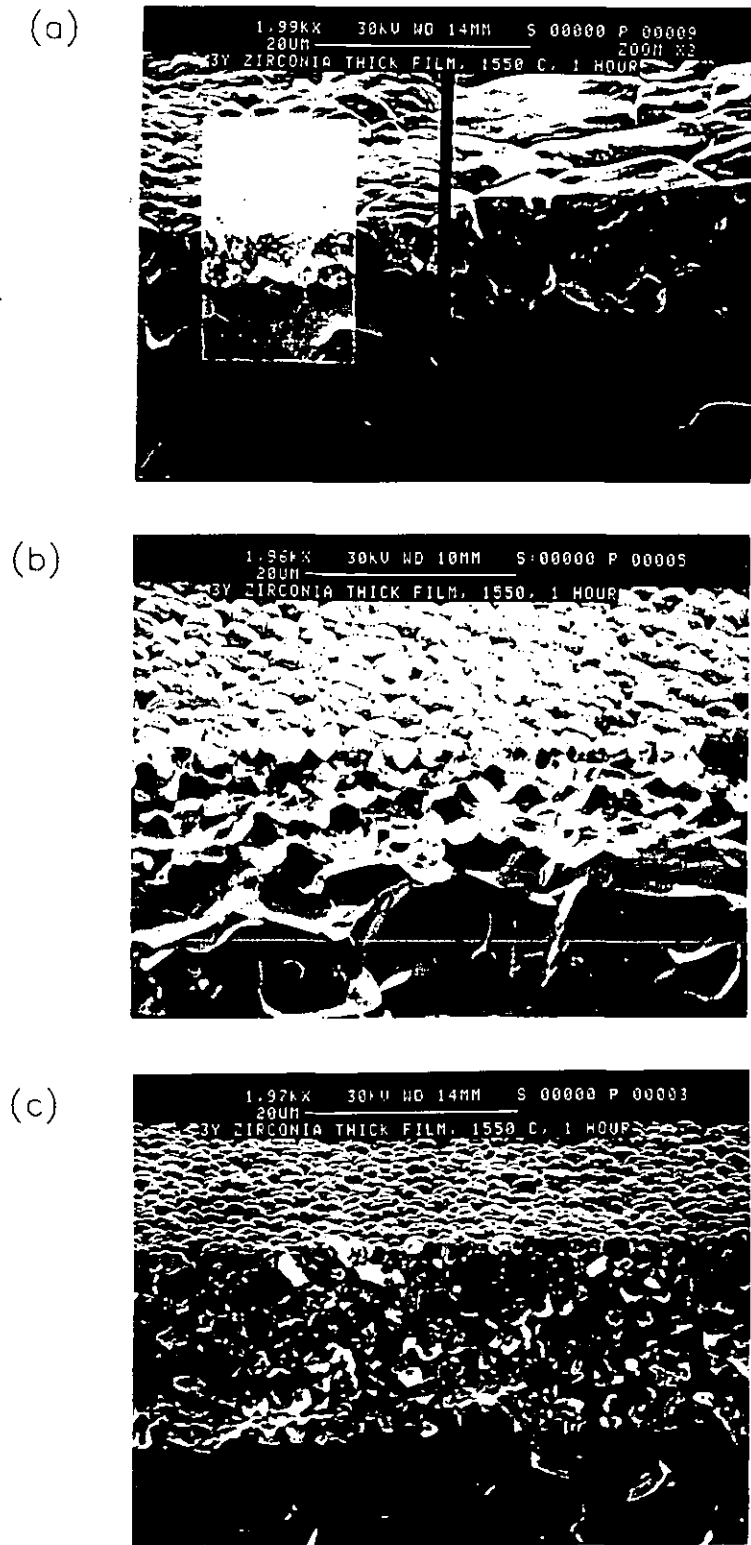 (a)
1.99KX 30kV WD 14MM S 00000 P 00009
20UM ZOOM X2
3Y ZIRCONIA THICK FILM, 1550 C, 1 HOUR
(b)
1.96KX 30kV WD 10MM S:00000 P 00005
20UM
3Y ZIRCONIA THICK FILM, 1550, 1 HOUR
(c)
1.97KX 30kV WD 14MM S 00000 P 00003
20UM
3Y ZIRCONIA THICK FILM, 1550 C, 1 HOUR